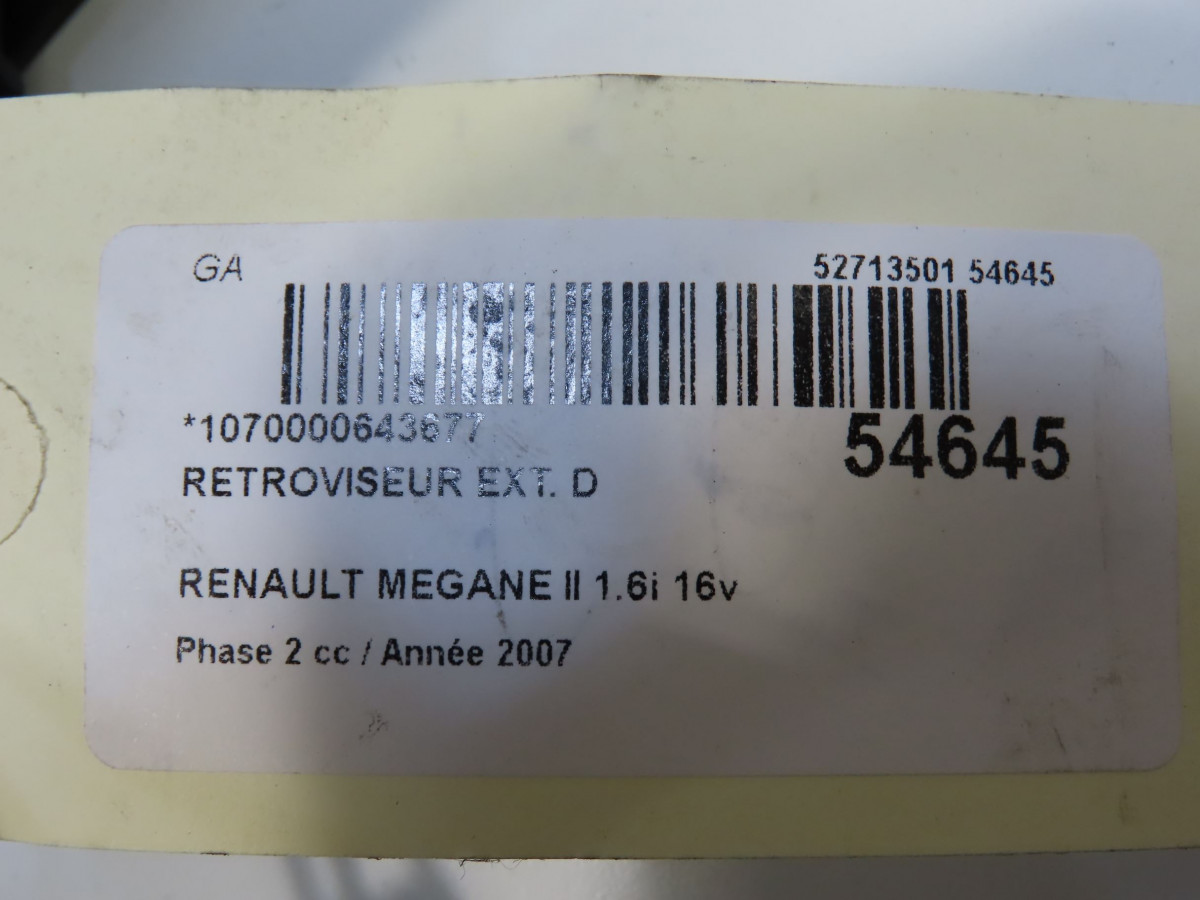 GA
52713501 54645
*1070000643677
54645
RETROVISEUR EXT. D
RENAULT MEGANE II 1.6i 16v
Phase 2 cc / Année 2007